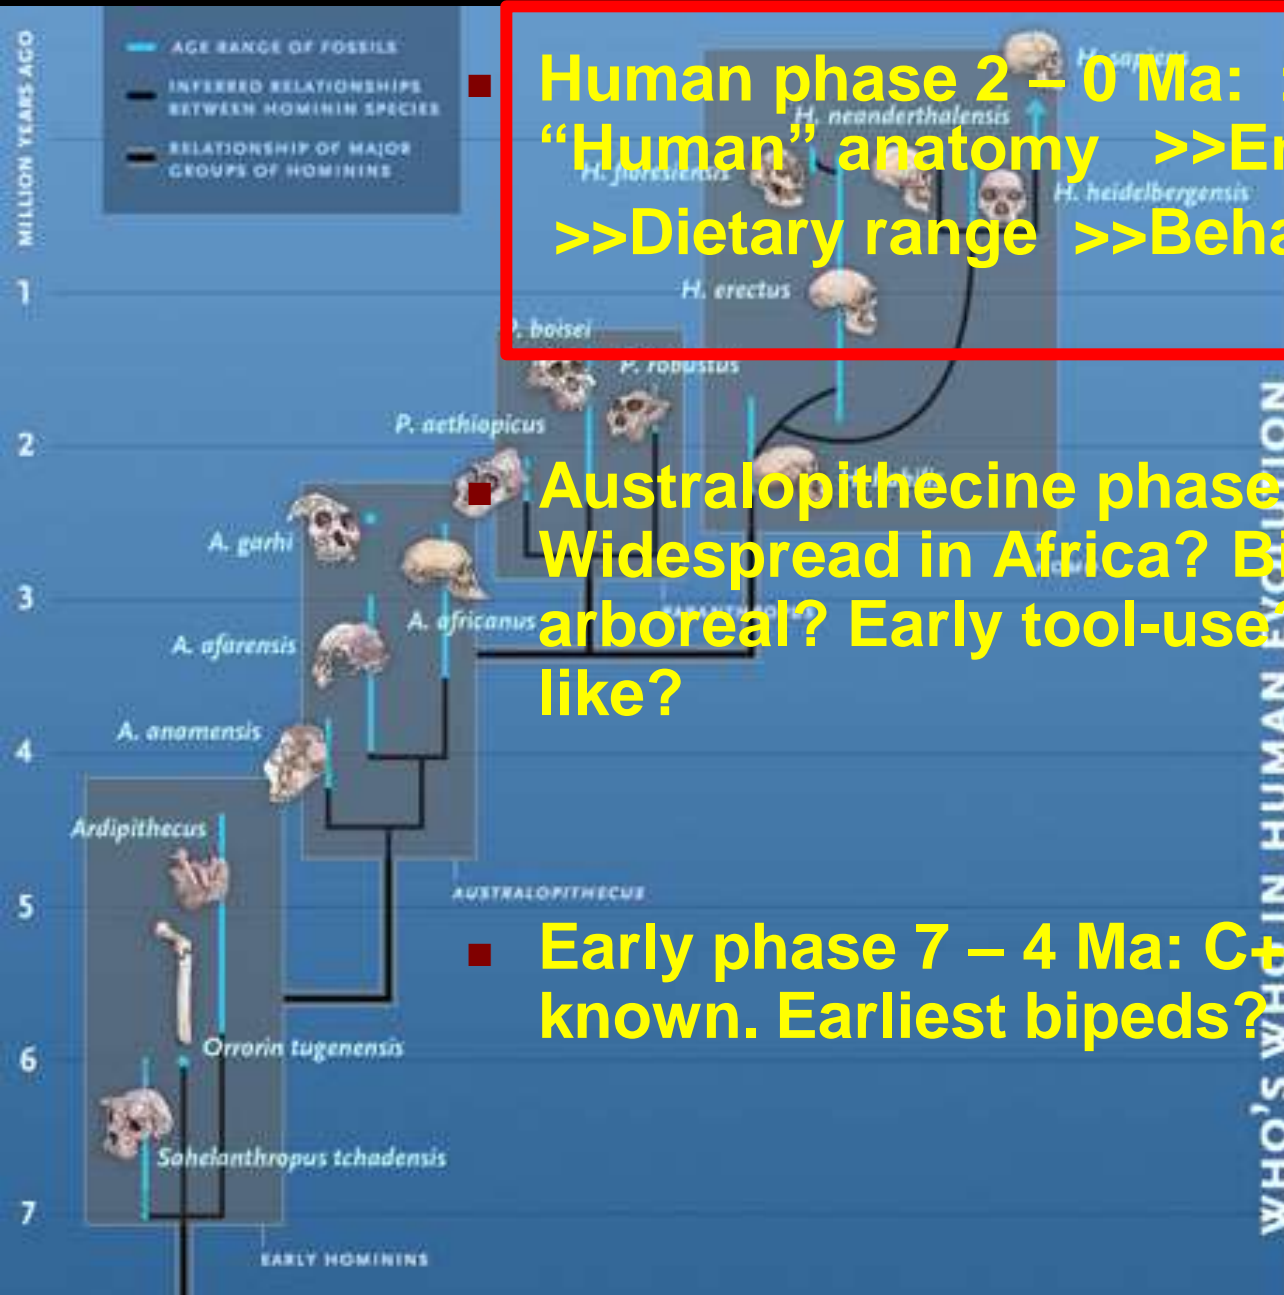 MILLION YEARS AGO
AGE RANGE OF FOSSILS
INFERRED RELATIONSHIPS
BETWEEN HOMININ SPECIES
RELATIONSHIP OF MAJOR
GROUPS OF HOMININS
▪ Human phase 2 – 0 Ma:
“Human” anatomy >>En
>>Dietary range >>Beha
H. sapiens
H. neanderthalensis
H. floresiensis
H. heidelbergensis
1
H. erectus
P. boisei
P. robustus
2
P. aethiopicus
H. habilis
▪ Australopithecine phase
Widespread in Africa? Bi
arboreal? Early tool-use
like?
A. garhi
3
A. africanus
PARANTHROPUS
A. afarensis
A. anamensis
4
Ardipithecus
AUSTRALOPITHECUS
5
▪ Early phase 7 – 4 Ma: C+
known. Earliest bipeds?
Orrorin tugenensis
6
Sahelanthropus tchadensis
7
EARLY HOMININS
WHO'S WHO IN HUMAN EVOLUTION